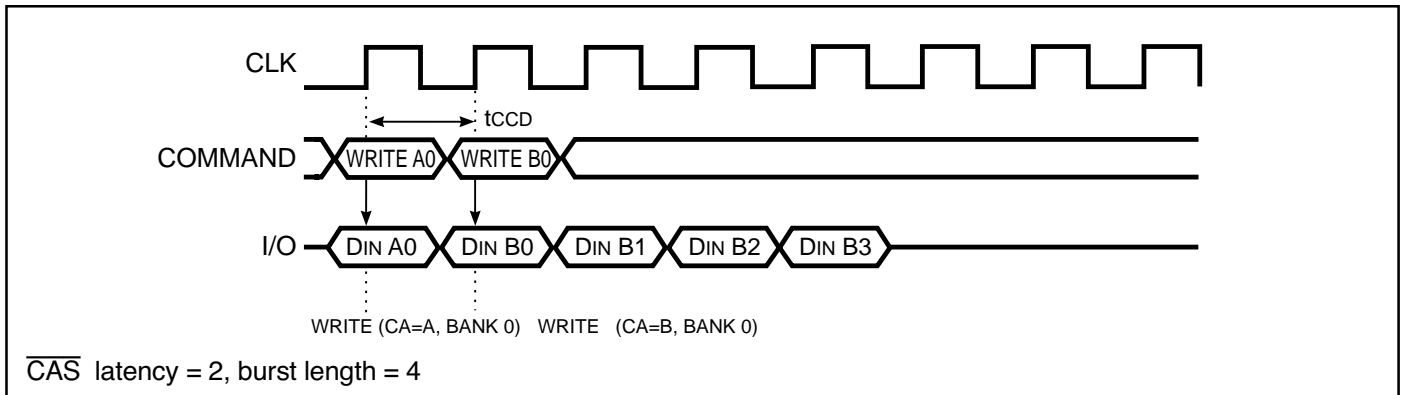 CLK
tCCD
COMMAND WRITE A0 WRITE B0
I/O DIN A0 DIN B0 DIN B1 DIN B2 DIN B3
WRITE (CA=A, BANK 0) WRITE (CA=B, BANK 0)
CAS latency = 2, burst length = 4